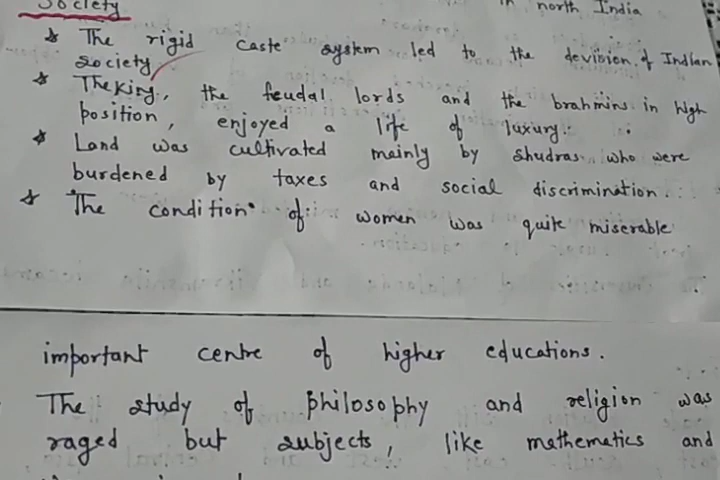 Society
in north India
☆ The rigid caste system led to the devision of Indian
society
☆ The King, the feudal lords and the brahmins in high
position, enjoyed a life of luxury.
☆ Land was cultivated mainly by shudras who were
burdened by taxes and social discrimination.
☆ The condition of women was quite miserable
important centre of higher educations.
The study of philosophy and religion was
raged but subjects, like mathematics and